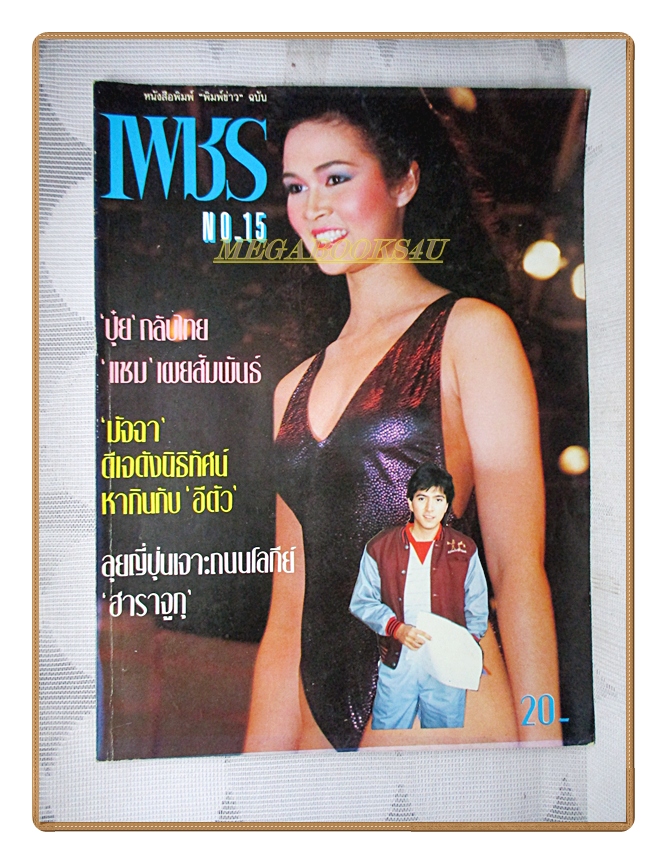 หนังสือพิมพ์ "พิมพ์ข่าว" ฉบับ
เพชร
NO.15
MEGABOOKS4U
'ปุ๋ย' กลับไทย
'แซม' เผยสัมพันธ์
'มัจฉา'
ดีเจดังนิธิทัศน์
หากินกับ 'อีตัว'
ลุยญี่ปุ่นเจาะถนนโลกีย์
'ฮาราจูกุ'
20.-